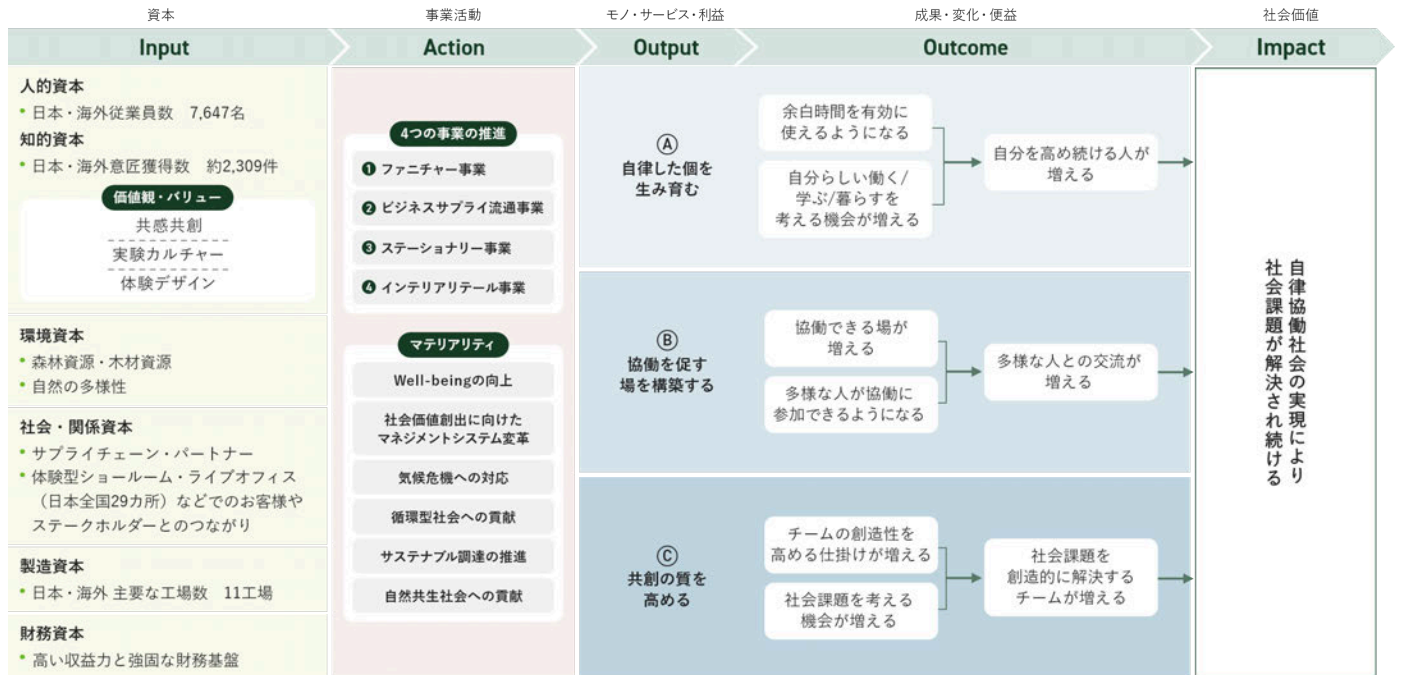 資本
事業活動
モノ・サービス・利益
成果・変化・便益
社会価値
Input
Action
Output
Outcome
Impact
人的資本
• 日本・海外従業員数 7,647名
知的資本
• 日本・海外意匠獲得数 約2,309件
価値観・バリュー
共感共創
実験カルチャー
体験デザイン
環境資本
• 森林資源・木材資源
• 自然の多様性
社会・関係資本
• サプライチェーン・パートナー
• 体験型ショールーム・ライブオフィス
（日本全国29カ所）などでのお客様や
ステークホルダーとのつながり
製造資本
• 日本・海外 主要な工場数 11工場
財務資本
• 高い収益力と強固な財務基盤
4つの事業の推進
❶ ファニチャー事業
❷ ビジネスサプライ流通事業
❸ ステーショナリー事業
❹ インテリアリテール事業
マテリアリティ
Well-beingの向上
社会価値創出に向けた
マネジメントシステム変革
気候危機への対応
循環型社会への貢献
サステナブル調達の推進
自然共生社会への貢献
Ⓐ
自律した個を
生み育む
余白時間を有効に
使えるようになる
自分らしい働く/
学ぶ/暮らすを
考える機会が増える
自分を高め続ける人が
増える
Ⓑ
協働を促す
場を構築する
協働できる場が
増える
多様な人が協働に
参加できるようになる
多様な人との交流が
増える
Ⓒ
共創の質を
高める
チームの創造性を
高める仕掛けが増える
社会課題を考える
機会が増える
社会課題を
創造的に解決する
チームが増える
自律協働社会の実現により
社会課題が解決され続ける